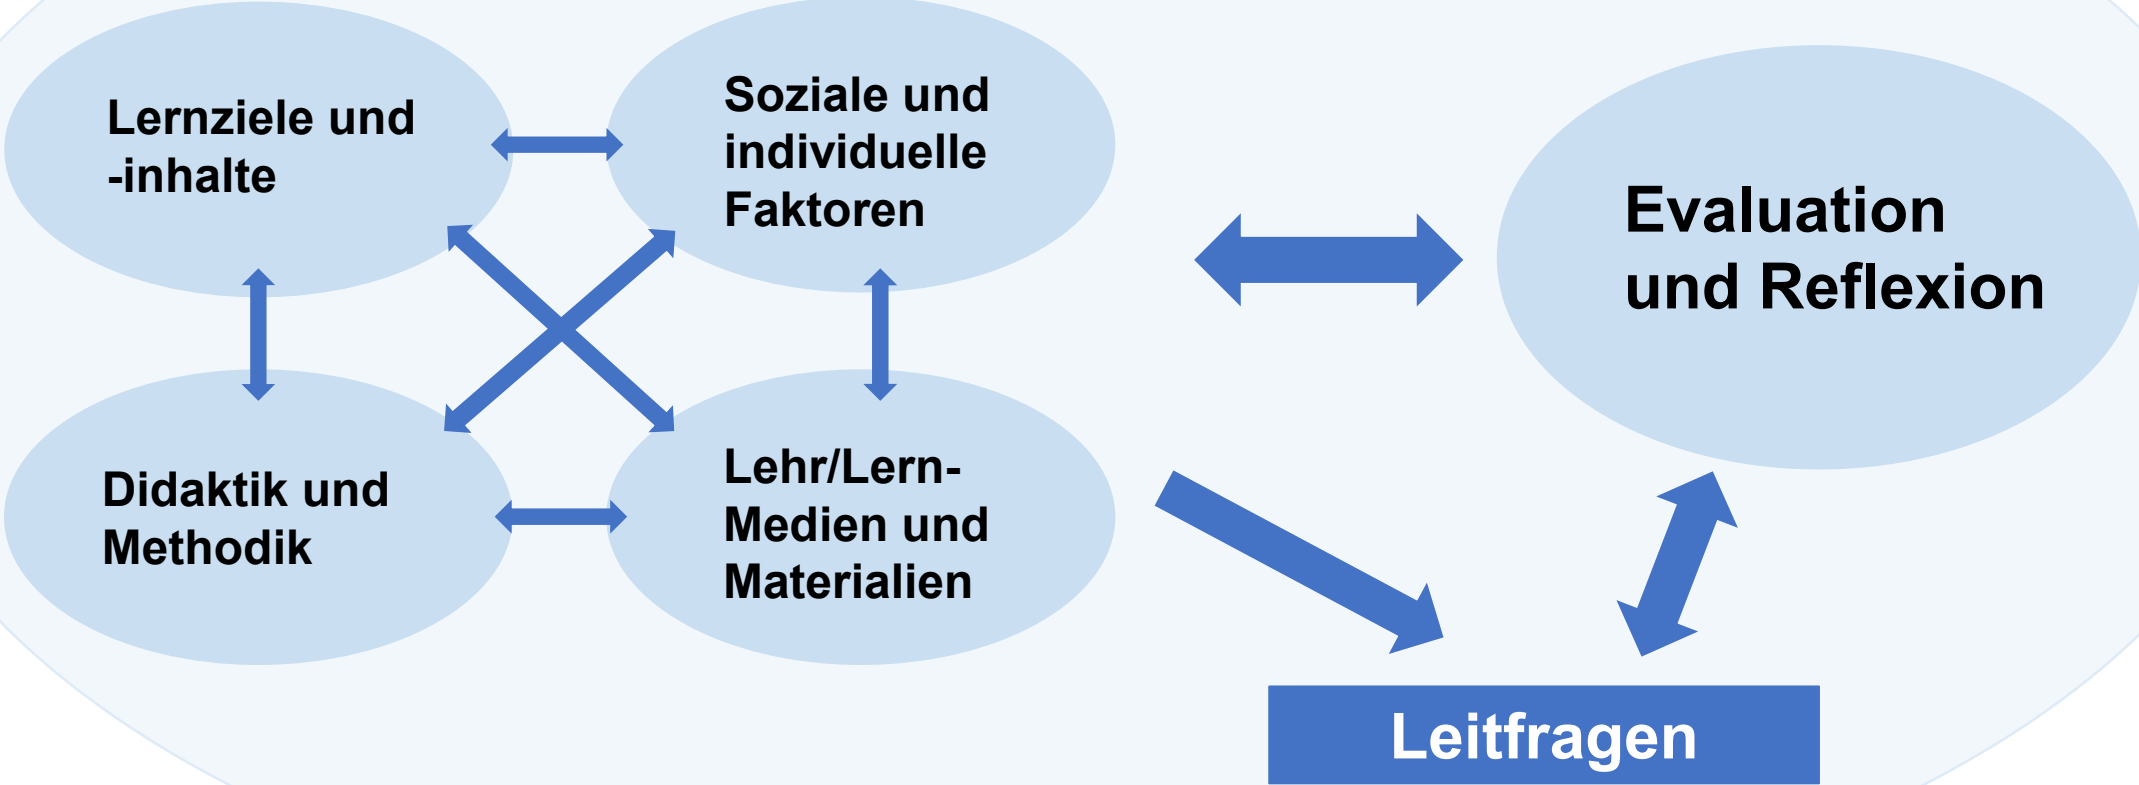 Lernziele und
-inhalte
Soziale und
individuelle
Faktoren
Evaluation
und Reflexion
Didaktik und
Methodik
Lehr/Lern-
Medien und
Materialien
Leitfragen